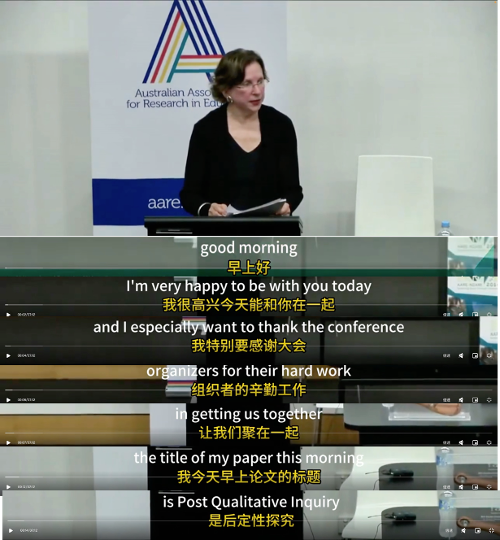 Australian Assoc
for Research in Edu
aare.
good morning
早上好
I'm very happy to be with you today
我很高兴今天能和你在一起
and I especially want to thank the conference
我特别要感谢大会
organizers for their hard work
组织者的辛勤工作
in getting us together
让我们聚在一起
the title of my paper this morning
我今天早上论文的标题
is Post Qualitative Inquiry
是后定性探究